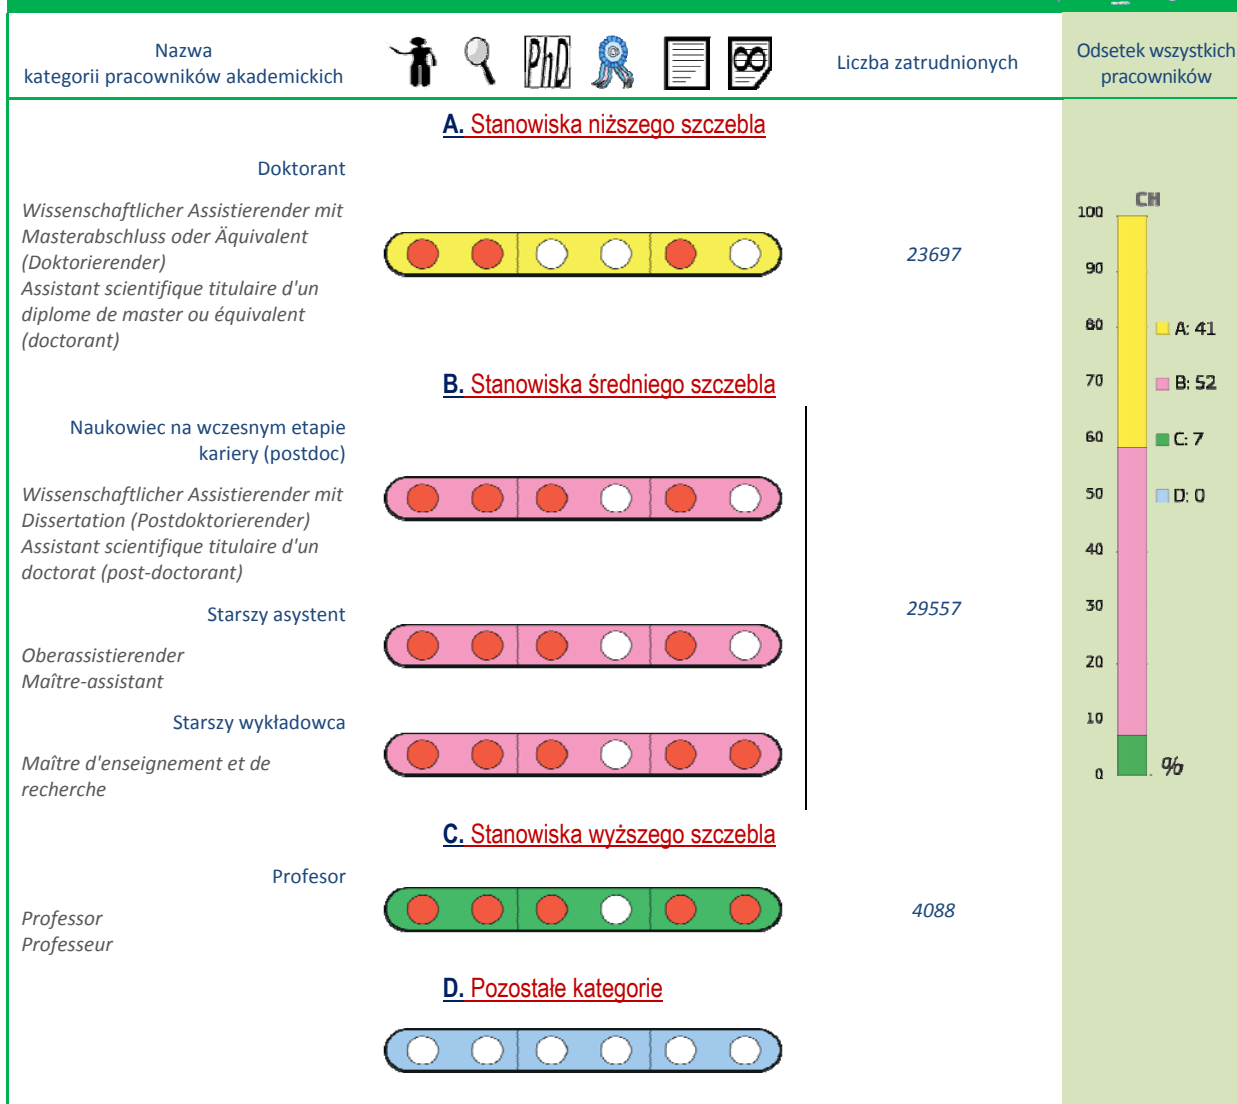 Nazwa
kategorii pracowników akademickich
PhD
Liczba zatrudnionych
Odsetek wszystkich
pracowników
A. Stanowiska niższego szczebla
Doktorant
Wissenschaftlicher Assistierender mit
Masterabschluss oder Äquivalent
(Doktorierender)
Assistant scientifique titulaire d'un
diplome de master ou équivalent
(doctorant)
23697
B. Stanowiska średniego szczebla
Naukowiec na wczesnym etapie
kariery (postdoc)
Wissenschaftlicher Assistierender mit
Dissertation (Postdoktorierender)
Assistant scientifique titulaire d'un
doctorat (post-doctorant)
Starszy asystent
29557
Oberassistierender
Maître-assistant
Starszy wykładowca
Maître d'enseignement et de
recherche
C. Stanowiska wyższego szczebla
Profesor
Professor
Professeur
4088
D. Pozostałe kategorie
CH
100
90
80
70
60
50
40
30
20
10
0
%
A: 41
B: 52
C: 7
D: 0